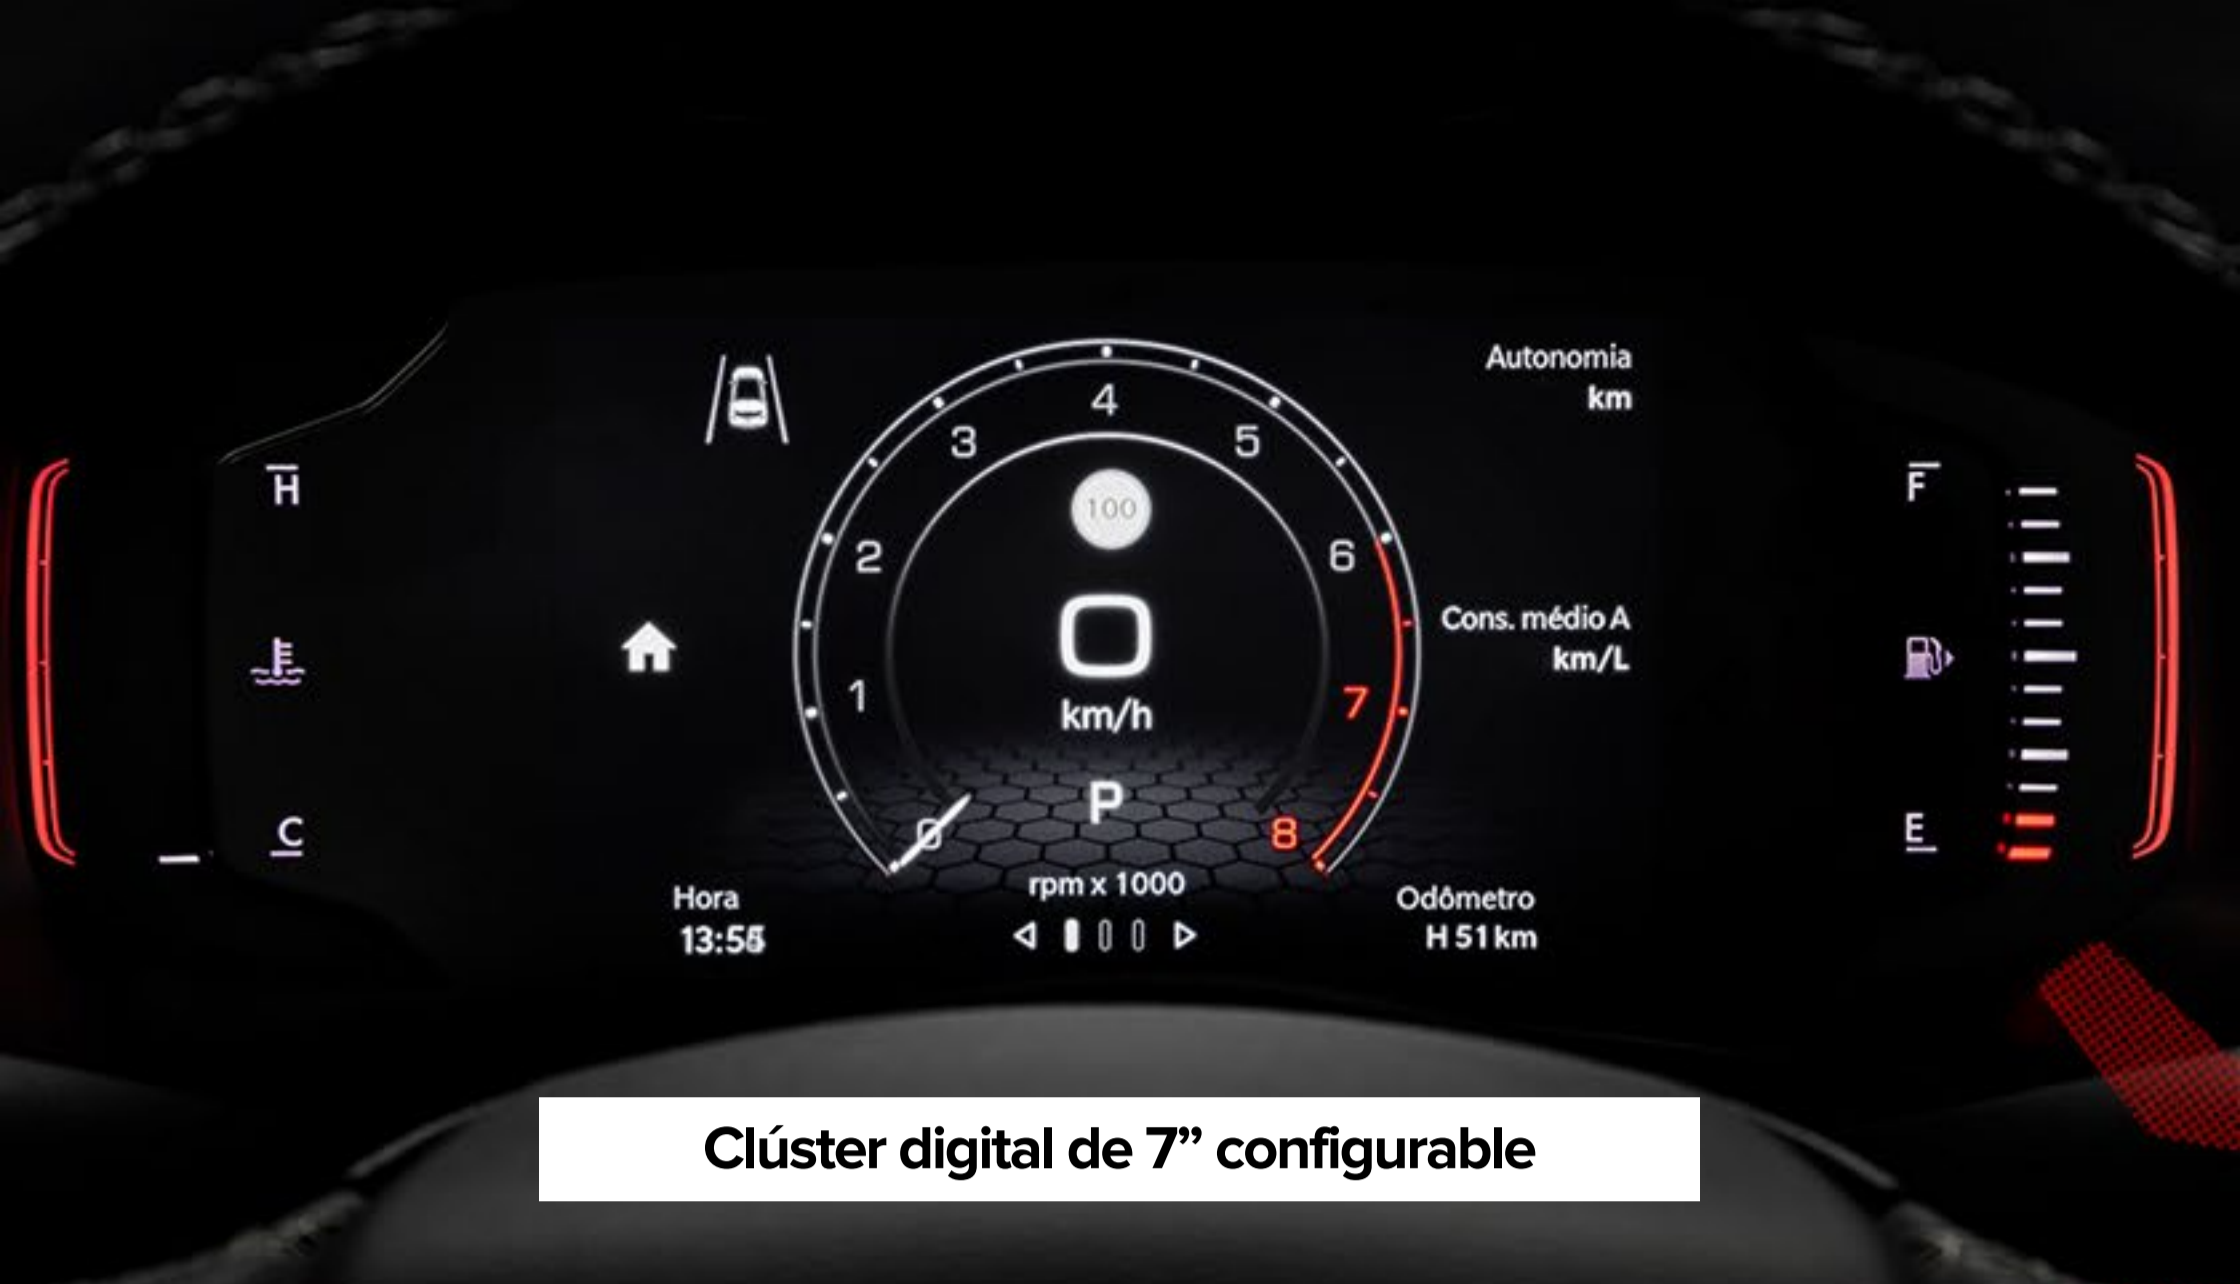 Autonomia
km
H
F
4
3
5
100
2
6
0
Cons. médio A
km/L
1
7
km/h
P
C
E
0
8
rpm x 1000
Hora
Odômetro
H 51 km
Clúster digital de 7” configurable